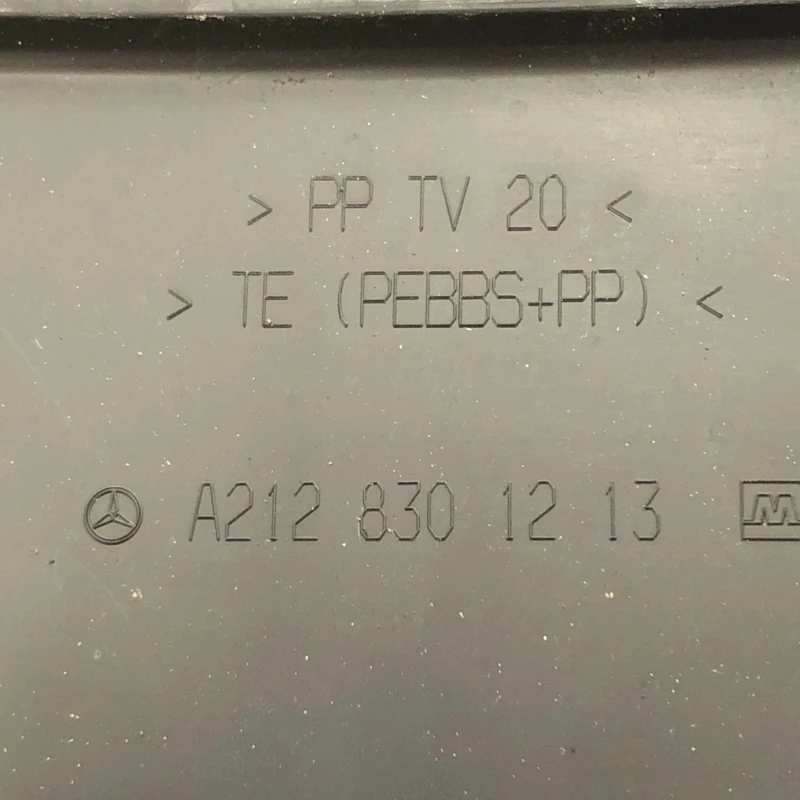 > PP TV 20 <
> TE (PEBBS+PP) <
A212 830 12 13